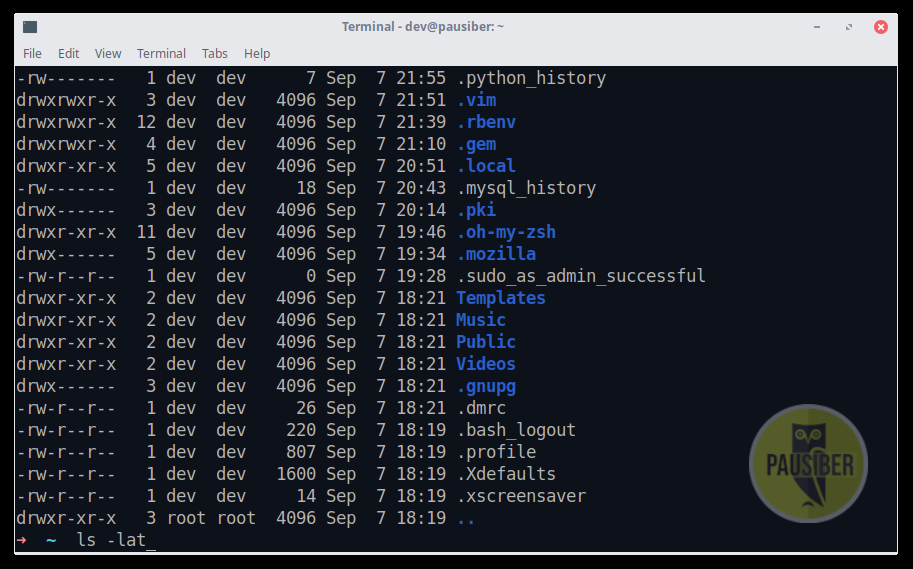 Terminal - dev@pausiber: ~
File Edit View Terminal Tabs Help
-rw------- 1 dev dev 7 Sep 7 21:55 .python_history
drwxrwxr-x 3 dev dev 4096 Sep 7 21:51 .vim
drwxrwxr-x 12 dev dev 4096 Sep 7 21:39 .rbenv
drwxrwxr-x 4 dev dev 4096 Sep 7 21:10 .gem
drwxr-xr-x 5 dev dev 4096 Sep 7 20:51 .local
-rw------- 1 dev dev 18 Sep 7 20:43 .mysql_history
drwx------ 3 dev dev 4096 Sep 7 20:14 .pki
drwxr-xr-x 11 dev dev 4096 Sep 7 19:46 .oh-my-zsh
drwx------ 5 dev dev 4096 Sep 7 19:34 .mozilla
-rw-r--r-- 1 dev dev 0 Sep 7 19:28 .sudo_as_admin_successful
drwxr-xr-x 2 dev dev 4096 Sep 7 18:21 Templates
drwxr-xr-x 2 dev dev 4096 Sep 7 18:21 Music
drwxr-xr-x 2 dev dev 4096 Sep 7 18:21 Public
drwxr-xr-x 2 dev dev 4096 Sep 7 18:21 Videos
drwx------ 3 dev dev 4096 Sep 7 18:21 .gnupg
-rw-r--r-- 1 dev dev 26 Sep 7 18:21 .dmrc
-rw-r--r-- 1 dev dev 220 Sep 7 18:19 .bash_logout
-rw-r--r-- 1 dev dev 807 Sep 7 18:19 .profile
-rw-r--r-- 1 dev dev 1600 Sep 7 18:19 .Xdefaults
-rw-r--r-- 1 dev dev 14 Sep 7 18:19 .xscreensaver
drwxr-xr-x 3 root root 4096 Sep 7 18:19 ..
➜ ~ ls -lat_
PAUSIBER